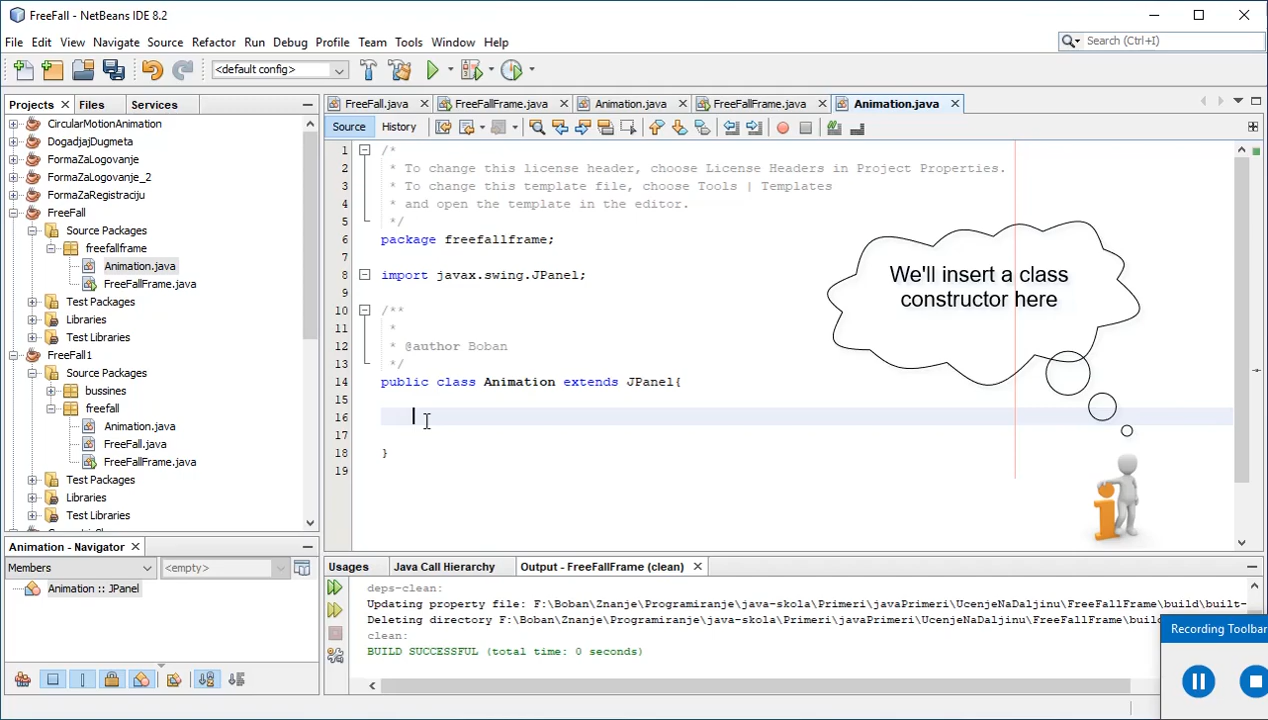 FreeFall - NetBeans IDE 8.2
File Edit View Navigate Source Refactor Run Debug Profile Team Tools Window Help
Search (Ctrl+I)
<default config>
Projects Files Services
FreeFall.java FreeFallFrame.java Animation.java FreeFallFrame.java Animation.java
Source History
CircularMotionAnimation
DogadjajDugmeta
FormaZaLogovanje
FormaZaLogovanje_2
FormaZaRegistraciju
FreeFall
Source Packages
freefallframe
Animation.java
FreeFallFrame.java
Test Packages
Libraries
Test Libraries
FreeFall1
Source Packages
bussines
freefall
Animation.java
FreeFall.java
FreeFallFrame.java
Test Packages
Libraries
Test Libraries
1 /*
2 * To change this license header, choose License Headers in Project Properties.
3 * To change this template file, choose Tools | Templates
4 * and open the template in the editor.
5 */
6 package freefallframe;
7
8 import javax.swing.JPanel;
9
10 /**
11 *
12 * @author Boban
13 */
14 public class Animation extends JPanel{
15
16
17
18 }
19
We'll insert a class
constructor here
Animation - Navigator
Members <empty>
Animation :: JPanel
Usages Java Call Hierarchy Output - FreeFallFrame (clean)
deps-clean:
Updating property file: F:\Boban\Znanje\Programiranje\java-skola\Primeri\javaPrimeri\UcenjeNaDaljinu\FreeFallFrame\build\built-
Deleting directory F:\Boban\Znanje\Programiranje\java-skola\Primeri\javaPrimeri\UcenjeNaDaljinu\FreeFallFrame\build
clean:
BUILD SUCCESSFUL (total time: 0 seconds)
Recording Toolbar